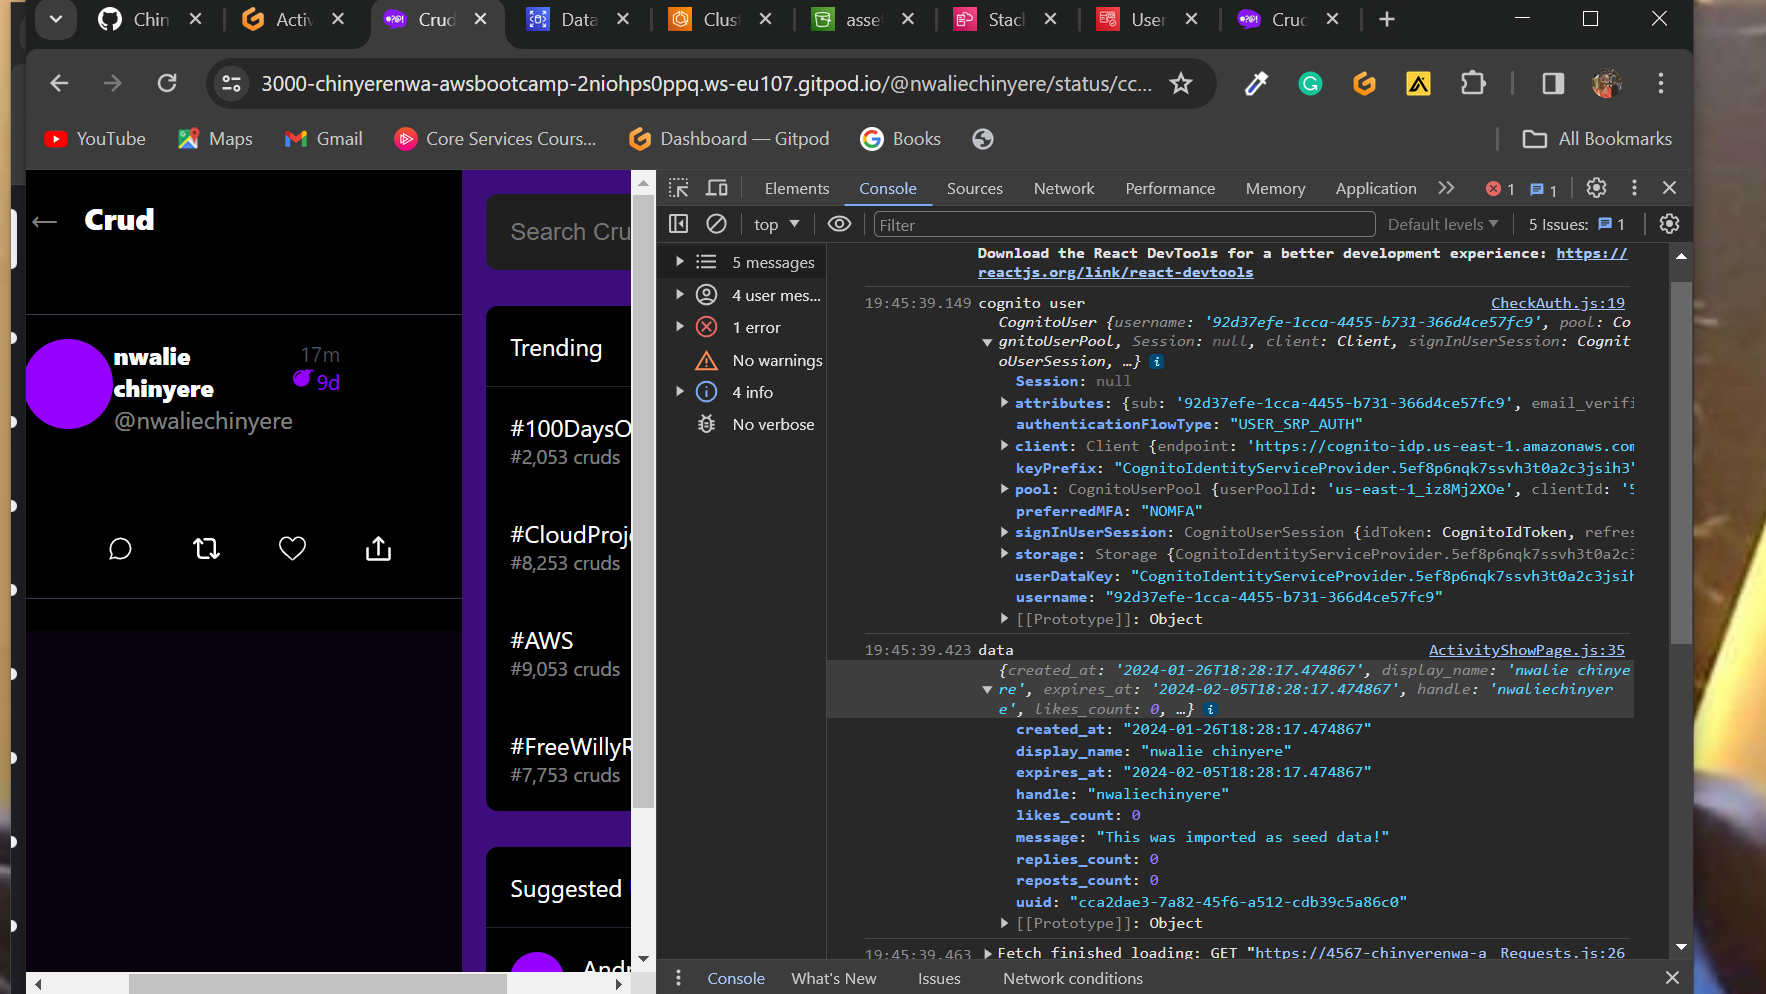 Chin
Activ
Crud
Data
Clust
asse
Stac
User
Cruc
3000-chinyerenwa-awsbootcamp-2niohps0ppq.ws-eu107.gitpod.io/@nwaliechinyere/status/cc...
YouTube
Maps
Gmail
Core Services Cours...
Dashboard — Gitpod
Books
All Bookmarks
Crud
nwalie
chinyere
17m
9d
@nwaliechinyere
Search Cru
Trending
#100DaysO
#2,053 cruds
#CloudProje
#8,253 cruds
#AWS
#9,053 cruds
#FreeWillyR
#7,753 cruds
Suggested
Andr
Elements
Console
Sources
Network
Performance
Memory
Application
1
1
top
Filter
Default levels
5 Issues:
1
5 messages
4 user mes...
1 error
No warnings
4 info
No verbose
Download the React DevTools for a better development experience: https://
reactjs.org/link/react-devtools
19:45:39.149 cognito user CheckAuth.js:19
CognitoUser {username: '92d37efe-1cca-4455-b731-366d4ce57fc9', pool: Co
gnitoUserPool, Session: null, client: Client, signInUserSession: Cognit
oUserSession, …}
Session: null
attributes: {sub: '92d37efe-1cca-4455-b731-366d4ce57fc9', email_verifi
authenticationFlowType: "USER_SRP_AUTH"
client: Client {endpoint: 'https://cognito-idp.us-east-1.amazonaws.com
keyPrefix: "CognitoIdentityServiceProvider.5ef8p6nqk7ssvh3t0a2c3jsih3"
pool: CognitoUserPool {userPoolId: 'us-east-1_iz8Mj2XOe', clientId: '5
preferredMFA: "NOMFA"
signInUserSession: CognitoUserSession {idToken: CognitoIdToken, refres
storage: Storage {CognitoIdentityServiceProvider.5ef8p6nqk7ssvh3t0a2c3
userDataKey: "CognitoIdentityServiceProvider.5ef8p6nqk7ssvh3t0a2c3jsih
username: "92d37efe-1cca-4455-b731-366d4ce57fc9"
[[Prototype]]: Object
19:45:39.423 data ActivityShowPage.js:35
{created_at: '2024-01-26T18:28:17.474867', display_name: 'nwalie chinye
re', expires_at: '2024-02-05T18:28:17.474867', handle: 'nwaliechinyer
e', likes_count: 0, …}
created_at: "2024-01-26T18:28:17.474867"
display_name: "nwalie chinyere"
expires_at: "2024-02-05T18:28:17.474867"
handle: "nwaliechinyere"
likes_count: 0
message: "This was imported as seed data!"
replies_count: 0
reposts_count: 0
uuid: "cca2dae3-7a82-45f6-a512-cdb39c5a86c0"
[[Prototype]]: Object
19:45:39.463 Fetch finished loading: GET "https://4567-chinyerenwa-a Requests.js:26
Console
What's New
Issues
Network conditions